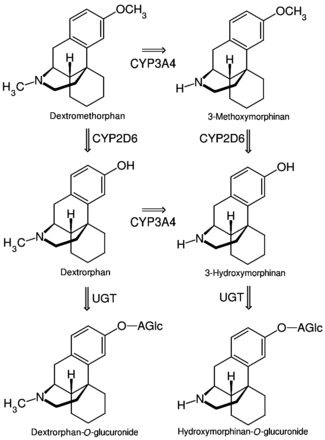 OCH3
OCH3
H
H
N
H3C
CYP3A4
N
H
Dextromethorphan
3-Methoxymorphinan
CYP2D6
CYP2D6
OH
OH
H
H
N
H3C
CYP3A4
N
H
Dextrorphan
3-Hydroxymorphinan
UGT
UGT
O—AGlc
O—AGlc
H
H
N
H3C
N
H
Dextrorphan-O-glucuronide
Hydroxymorphinan-O-glucuronide